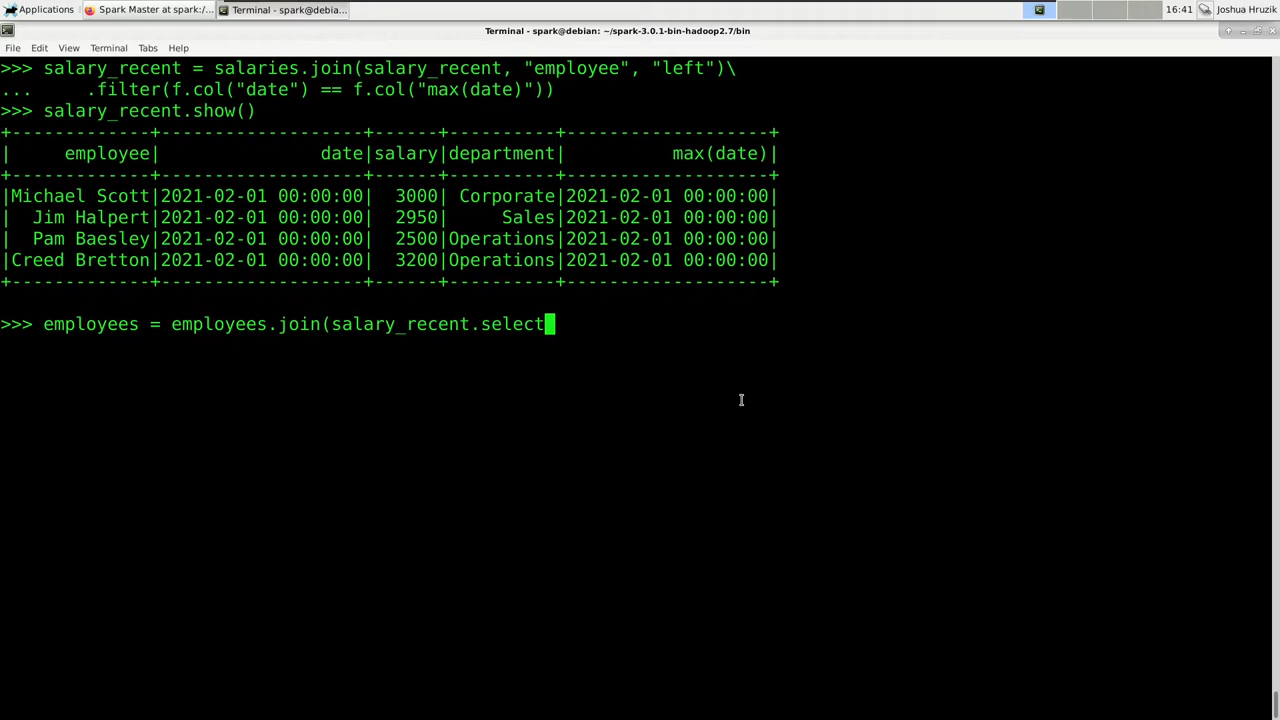 Applications
Spark Master at spark:/...
Terminal - spark@debia...
16:41
Joshua Hruzik
Terminal - spark@debian: ~/spark-3.0.1-bin-hadoop2.7/bin
File Edit View Terminal Tabs Help
>>> salary_recent = salaries.join(salary_recent, "employee", "left")\
...     .filter(f.col("date") == f.col("max(date)"))
>>> salary_recent.show()
+-------------+-------------------+------+----------+-------------------+
|     employee|               date|salary|department|          max(date)|
+-------------+-------------------+------+----------+-------------------+
|Michael Scott|2021-02-01 00:00:00|  3000| Corporate|2021-02-01 00:00:00|
|  Jim Halpert|2021-02-01 00:00:00|  2950|     Sales|2021-02-01 00:00:00|
|  Pam Baesley|2021-02-01 00:00:00|  2500|Operations|2021-02-01 00:00:00|
|Creed Bretton|2021-02-01 00:00:00|  3200|Operations|2021-02-01 00:00:00|
+-------------+-------------------+------+----------+-------------------+
>>> employees = employees.join(salary_recent.select